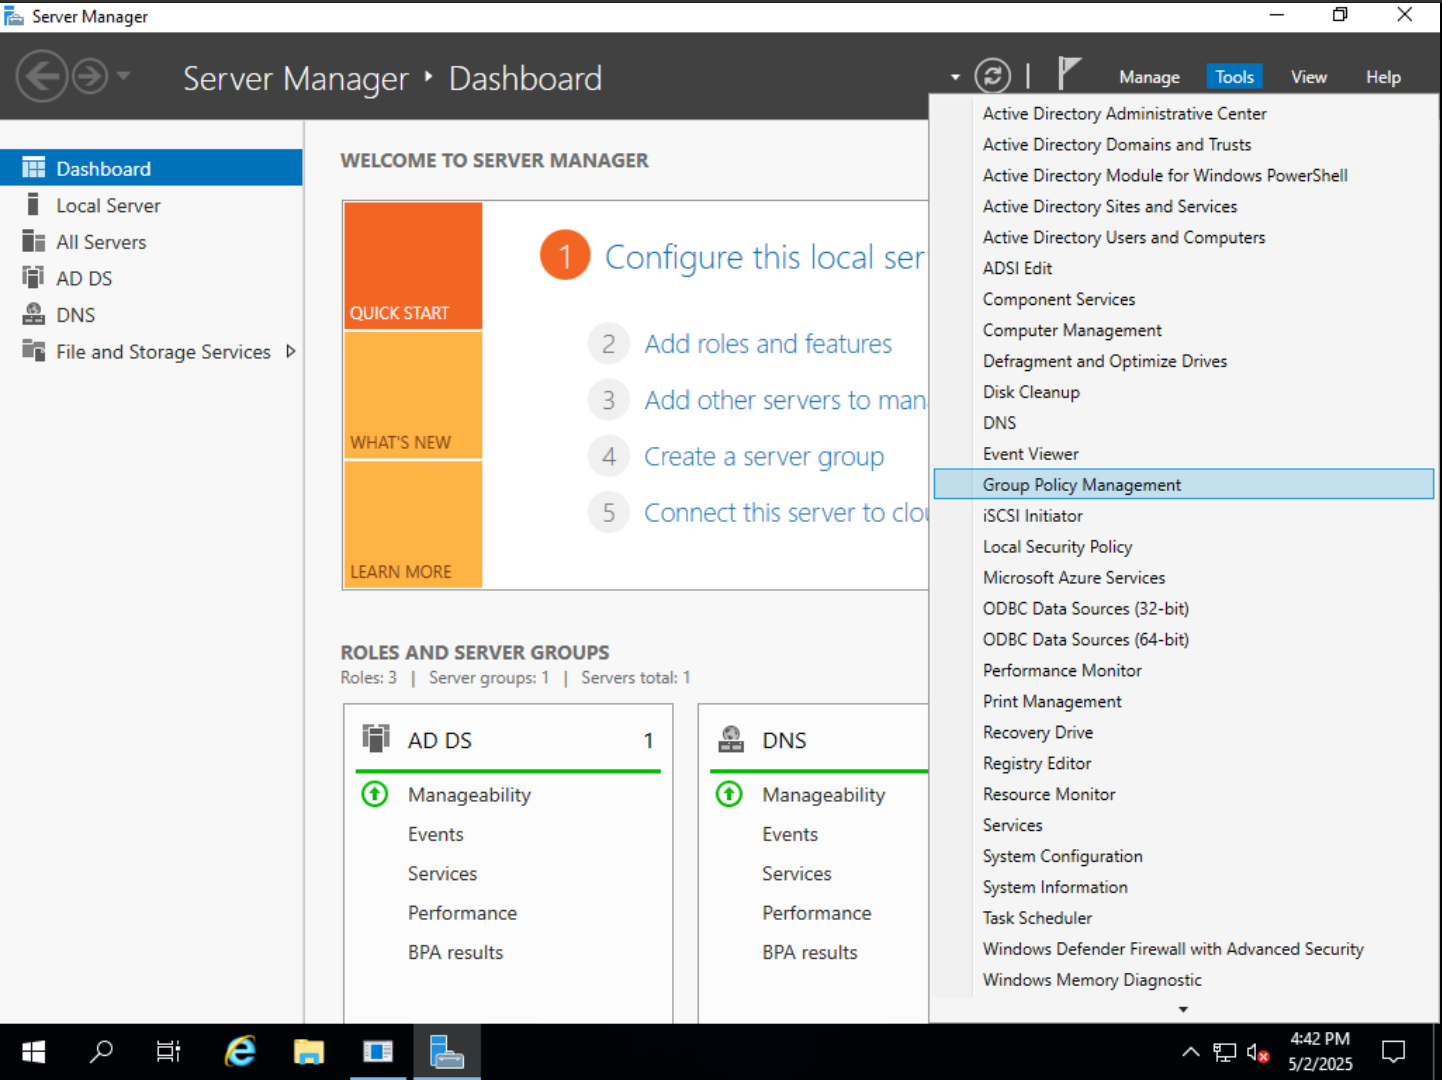 Server Manager
Server Manager
Dashboard
Manage
Tools
View
Help
Dashboard
Local Server
All Servers
AD DS
DNS
File and Storage Services
WELCOME TO SERVER MANAGER
QUICK START
WHAT'S NEW
LEARN MORE
1 Configure this local ser
2 Add roles and features
3 Add other servers to man
4 Create a server group
5 Connect this server to clou
ROLES AND SERVER GROUPS
Roles: 3 | Server groups: 1 | Servers total: 1
AD DS 1
Manageability
Events
Services
Performance
BPA results
DNS
Manageability
Events
Services
Performance
BPA results
Active Directory Administrative Center
Active Directory Domains and Trusts
Active Directory Module for Windows PowerShell
Active Directory Sites and Services
Active Directory Users and Computers
ADSI Edit
Component Services
Computer Management
Defragment and Optimize Drives
Disk Cleanup
DNS
Event Viewer
Group Policy Management
iSCSI Initiator
Local Security Policy
Microsoft Azure Services
ODBC Data Sources (32-bit)
ODBC Data Sources (64-bit)
Performance Monitor
Print Management
Recovery Drive
Registry Editor
Resource Monitor
Services
System Configuration
System Information
Task Scheduler
Windows Defender Firewall with Advanced Security
Windows Memory Diagnostic
4:42 PM
5/2/2025